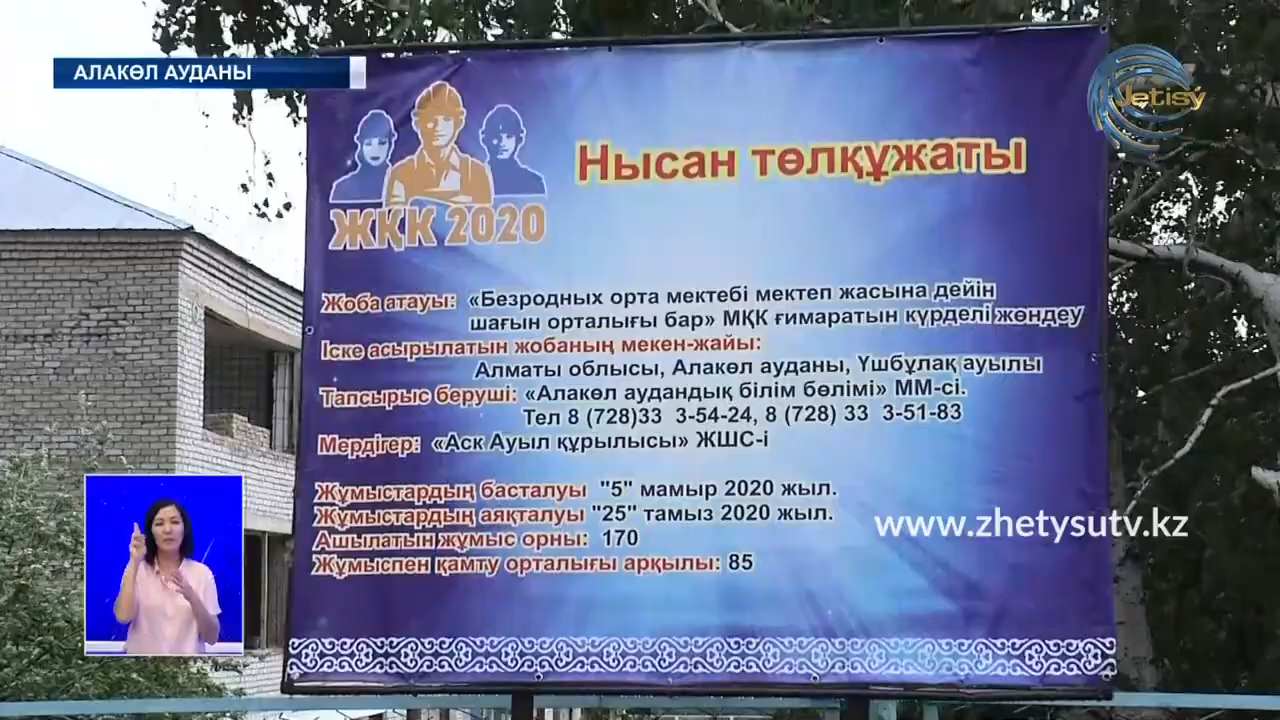 АЛАКӨЛ АУДАНЫ
Jetisý
Нысан төлқұжаты
ЖҚК 2020
Жоба атауы: «Безродных орта мектебі мектеп жасына дейін
шағын орталығы бар» МҚК ғимаратын күрделі жөндеу
Іске асырылатын жобаның мекен-жайы:
Алматы облысы, Алакөл ауданы, Үшбұлақ ауылы
Тапсырыс беруші: «Алакөл аудандық білім бөлімі» ММ-сі.
Тел 8 (728)33 3-54-24, 8 (728) 33 3-51-83
Мердігер: «Аск Ауыл құрылысы» ЖШС-і
Жұмыстардың басталуы "5" мамыр 2020 жыл.
Жұмыстардың аяқталуы "25" тамыз 2020 жыл.
Ашылатын жұмыс орны: 170
Жұмыспен қамту орталығы арқылы: 85
www.zhetysutv.kz